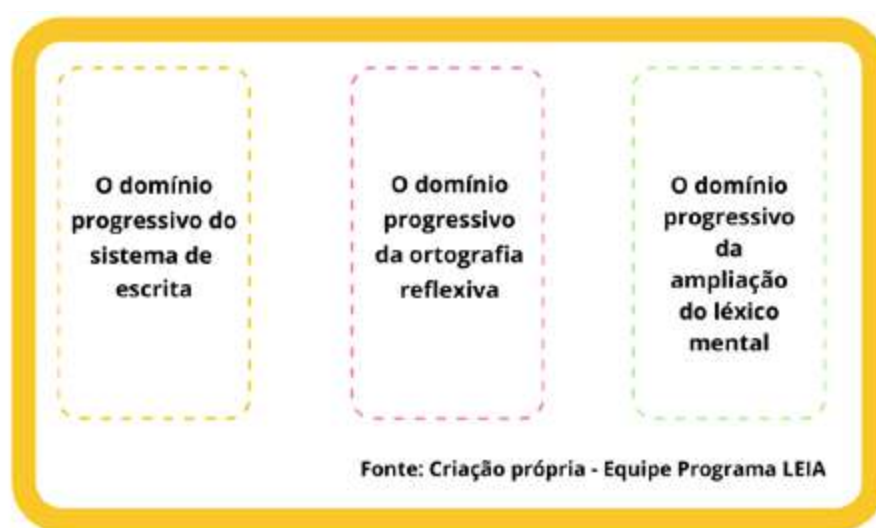 O domínio
progressivo do
sistema de
escrita
O domínio
progressivo
da ortografia
reflexiva
O domínio
progressivo
da
ampliação
do léxico
mental
Fonte: Criação própria - Equipe Programa LEIA